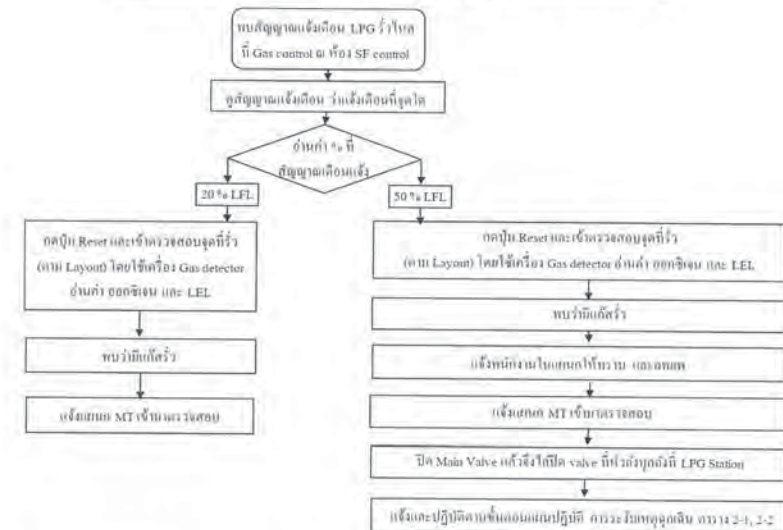 พบสัญญาณแจ้งเตือน LPG รั่วไหล
ที่ Gas control ณ ห้อง SF control
ดูสัญญาณแจ้งเตือน ว่าแจ้งเตือนที่จุดใด
อ่านค่า % ที่
สัญญาณเตือนแจ้ง
20 % LFL
50 % LFL
กดปุ่ม Reset และเข้าตรวจสอบจุดที่รั่ว
(ตาม Layout) โดยใช้เครื่อง Gas detector
อ่านค่า ออกซิเจน และ LEL
พบว่ามีแก๊สรั่ว
แจ้งแผนก MT เข้ามาตรวจสอบ
กดปุ่ม Reset และเข้าตรวจสอบจุดที่รั่ว
(ตาม Layout) โดยใช้เครื่อง Gas detector อ่านค่า ออกซิเจน และ LEL
พบว่ามีแก๊สรั่ว
แจ้งพนักงานในแผนกให้ทราบ และอพยพ
แจ้งแผนก MT เข้ามาตรวจสอบ
ปิด Main Valve แล้วจึงไล่ปิด valve ที่หัวถังทุกถังที่ LPG Station
แจ้งและปฏิบัติตามขั้นตอนแผนปฏิบัติ การระงับเหตุฉุกเฉิน ตาราง 2-1, 2-2